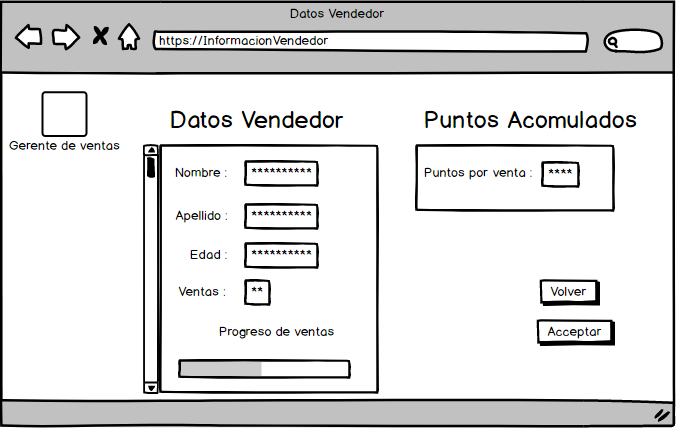 Datos Vendedor
https://InformacionVendedor
Gerente de ventas
Datos Vendedor
Nombre : **********
Apellido : **********
Edad : **********
Ventas : **
Progreso de ventas
Puntos Acomulados
Puntos por venta : ****
Volver
Acceptar